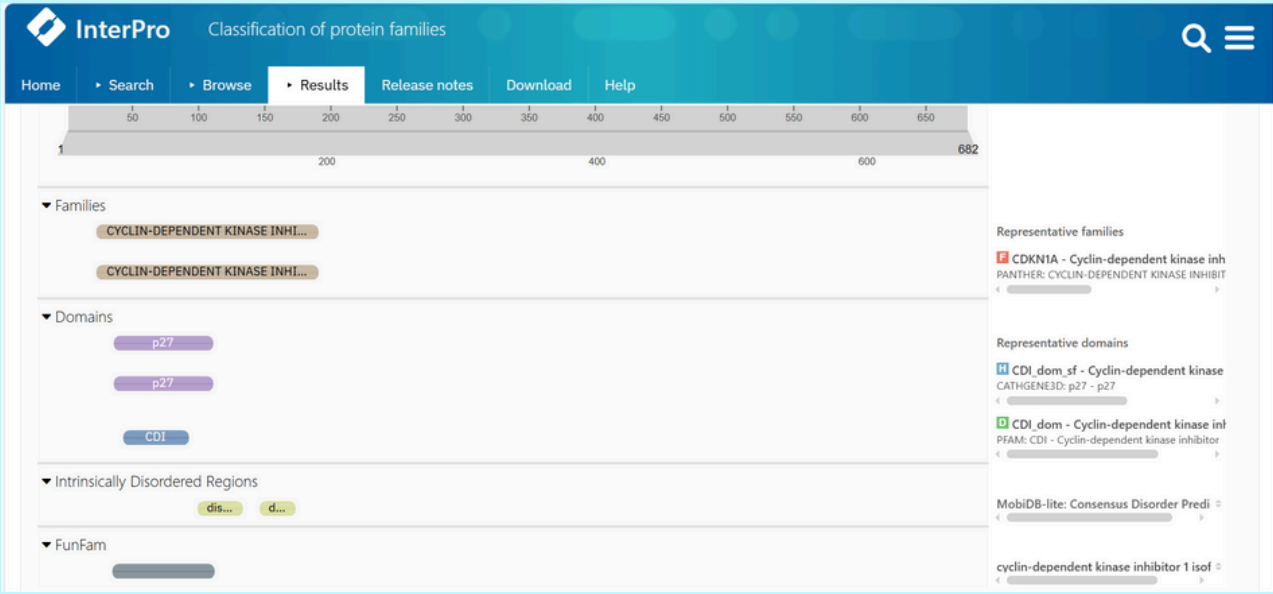 InterPro Classification of protein families
Home Search Browse Results Release notes Download Help
50 100 150 200 250 300 350 400 450 500 550 600 650
1 682
200 400 600
Families
CYCLIN-DEPENDENT KINASE INHI...
Representative families
F CDKN1A - Cyclin-dependent kinase inh
CYCLIN-DEPENDENT KINASE INHI...
PANTHER: CYCLIN-DEPENDENT KINASE INHIBIT
Domains
p27
Representative domains
p27
H CDI_dom_sf - Cyclin-dependent kinase
CATHGENE3D: p27 - p27
CDI
D CDI_dom - Cyclin-dependent kinase inh
PFAM: CDI - Cyclin-dependent kinase inhibitor
Intrinsically Disordered Regions
dis... d...
MobiDB-lite: Consensus Disorder Predi
FunFam
cyclin-dependent kinase inhibitor 1 isof